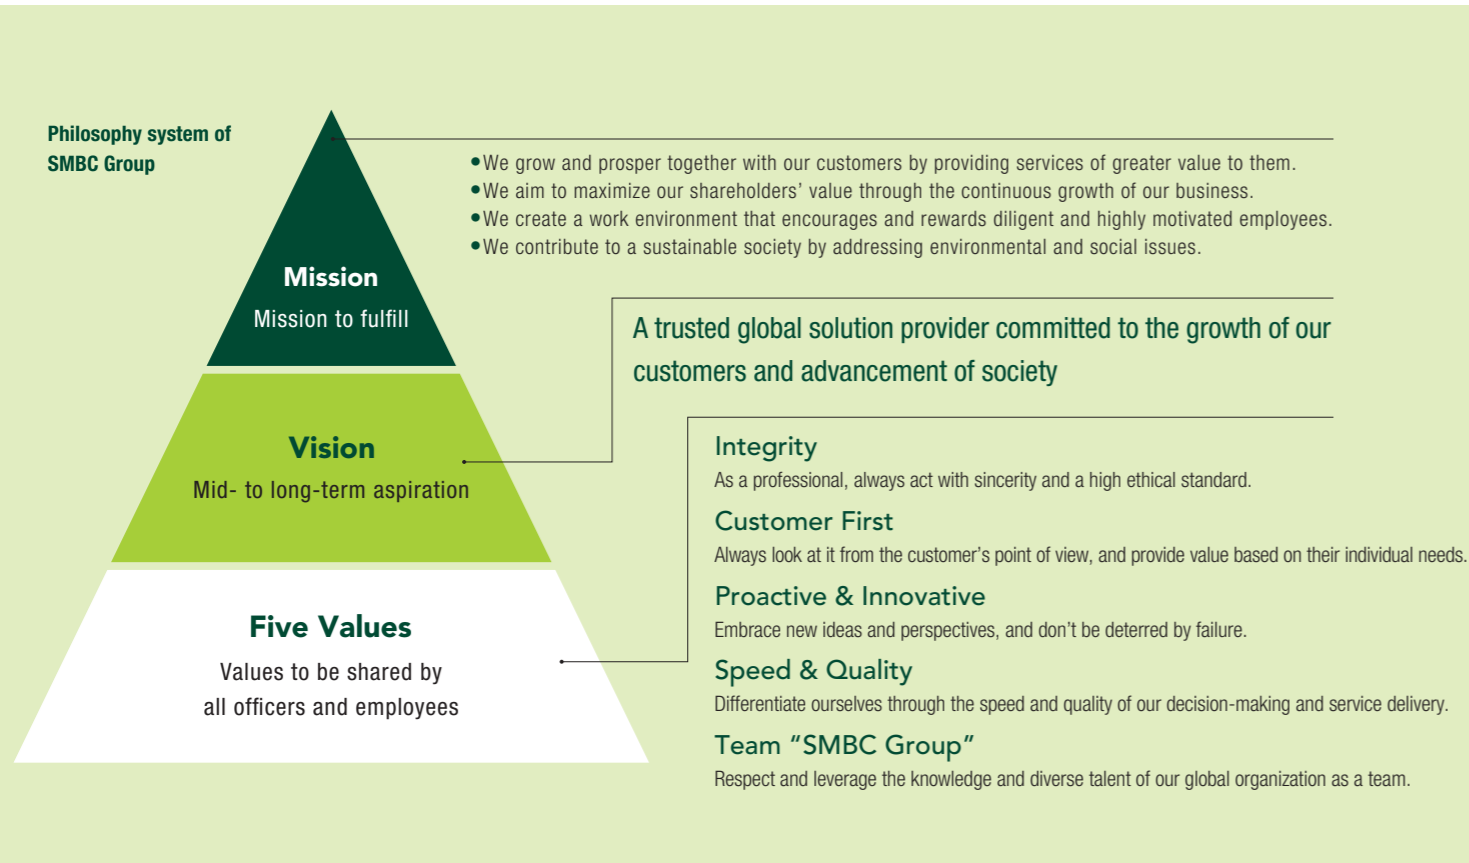 Philosophy system of
SMBC Group
Mission
Mission to fulfill
●We grow and prosper together with our customers by providing services of greater value to them.
●We aim to maximize our shareholders’ value through the continuous growth of our business.
●We create a work environment that encourages and rewards diligent and highly motivated employees.
●We contribute to a sustainable society by addressing environmental and social issues.
Vision
Mid- to long-term aspiration
A trusted global solution provider committed to the growth of our
customers and advancement of society
Five Values
Values to be shared by
all officers and employees
Integrity
As a professional, always act with sincerity and a high ethical standard.
Customer First
Always look at it from the customer’s point of view, and provide value based on their individual needs.
Proactive & Innovative
Embrace new ideas and perspectives, and don’t be deterred by failure.
Speed & Quality
Differentiate ourselves through the speed and quality of our decision-making and service delivery.
Team “SMBC Group”
Respect and leverage the knowledge and diverse talent of our global organization as a team.